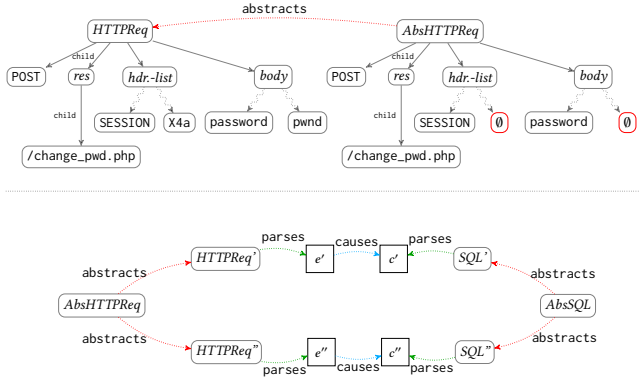 abstracts
HTTPReq AbsHTTPReq
child child
POST res hdr.-list body POST res hdr.-list body
child child
SESSION X4a password pwnd SESSION ∅ password ∅
/change_pwd.php /change_pwd.php
parses causes parses
HTTPReq' e′ c′ SQL'
abstracts abstracts
AbsHTTPReq AbsSQL
abstracts abstracts
HTTPReq" e″ c″ SQL"
parses causes parses